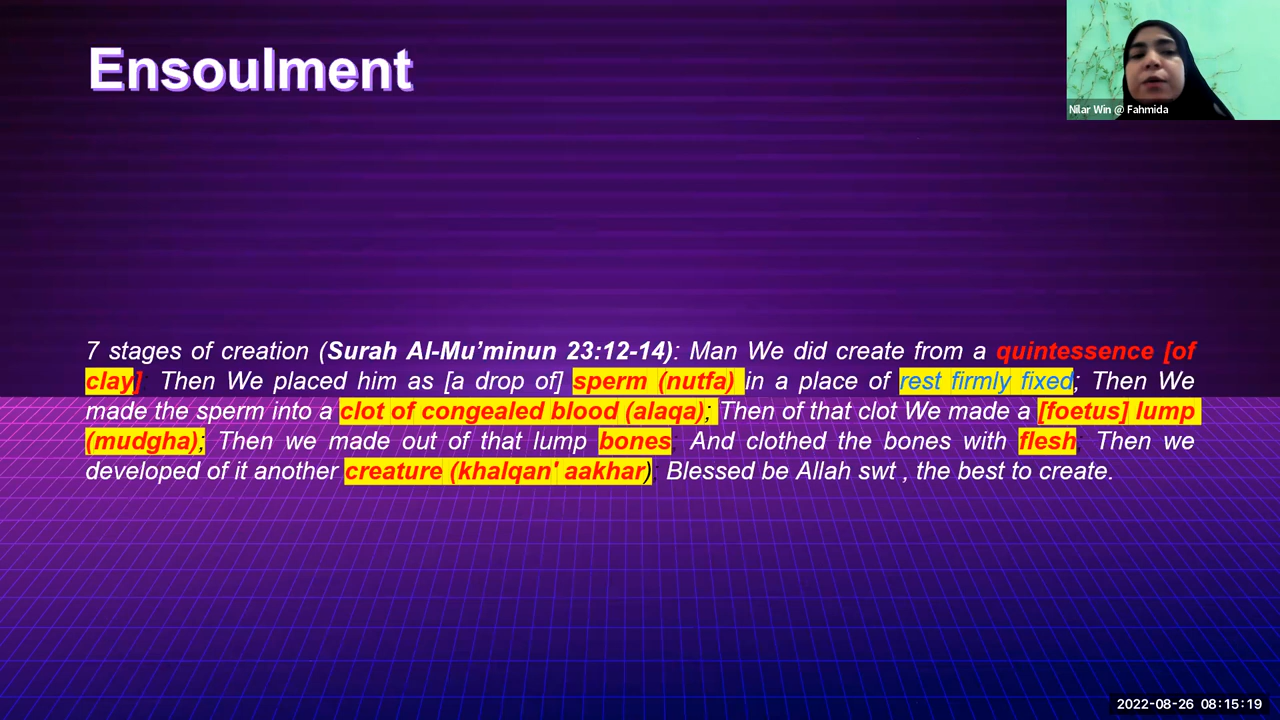 Ensoulment
Nilar Win @ Fahmida
7 stages of creation (Surah Al-Mu’minun 23:12-14): Man We did create from a quintessence [of
clay]: Then We placed him as [a drop of] sperm (nutfa) in a place of rest firmly fixed; Then We
made the sperm into a clot of congealed blood (alaqa); Then of that clot We made a [foetus] lump
(mudgha); Then we made out of that lump bones; And clothed the bones with flesh; Then we
developed of it another creature (khalqan' aakhar); Blessed be Allah swt , the best to create.
2022-08-26 08:15:19